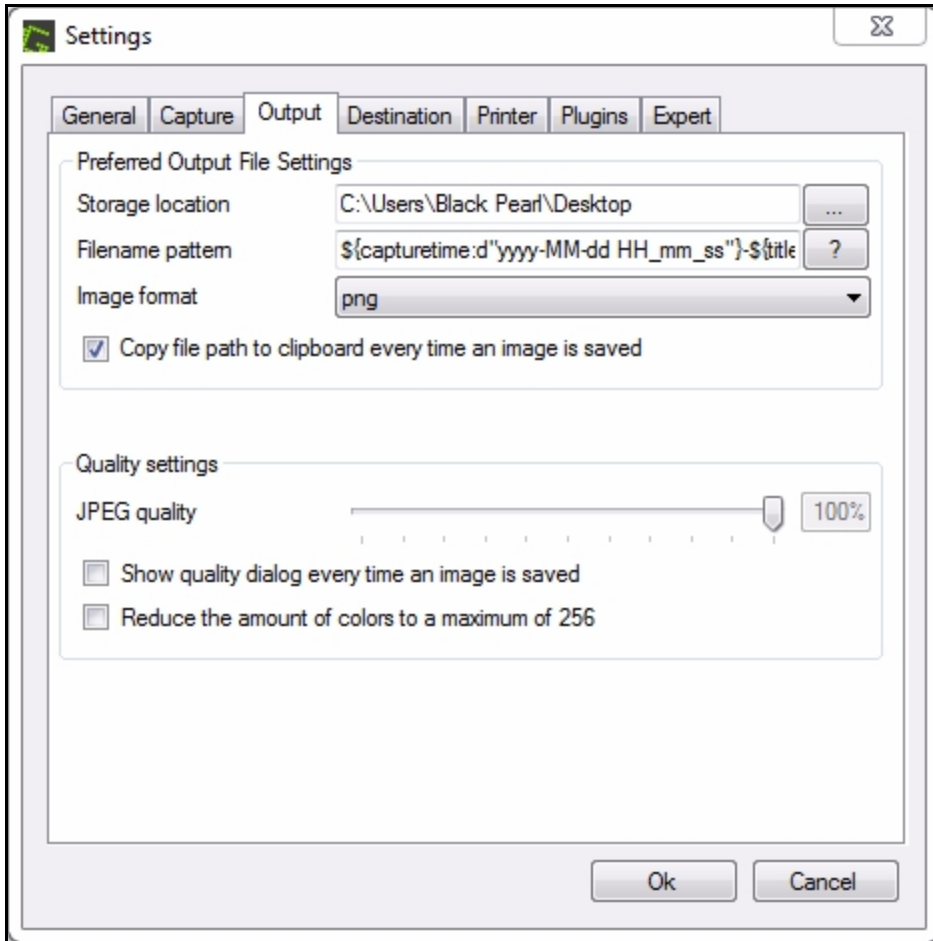 Settings
General Capture Output Destination Printer Plugins Expert
Preferred Output File Settings
Storage location C:\Users\Black Pearl\Desktop ...
Filename pattern ${capturetime:d"yyyy-MM-dd HH_mm_ss"}-${title ?
Image format png
Copy file path to clipboard every time an image is saved
Quality settings
JPEG quality 100%
Show quality dialog every time an image is saved
Reduce the amount of colors to a maximum of 256
Ok Cancel